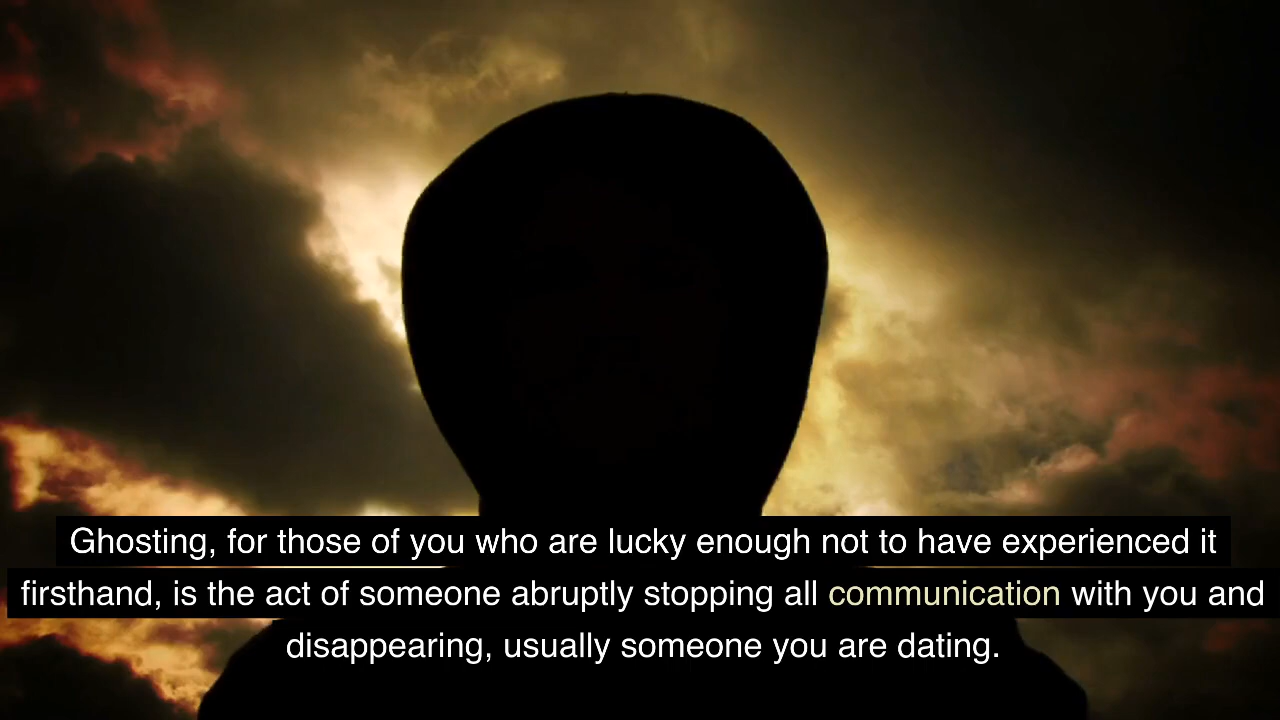 Ghosting, for those of you who are lucky enough not to have experienced it
firsthand, is the act of someone abruptly stopping all communication with you and
disappearing, usually someone you are dating.